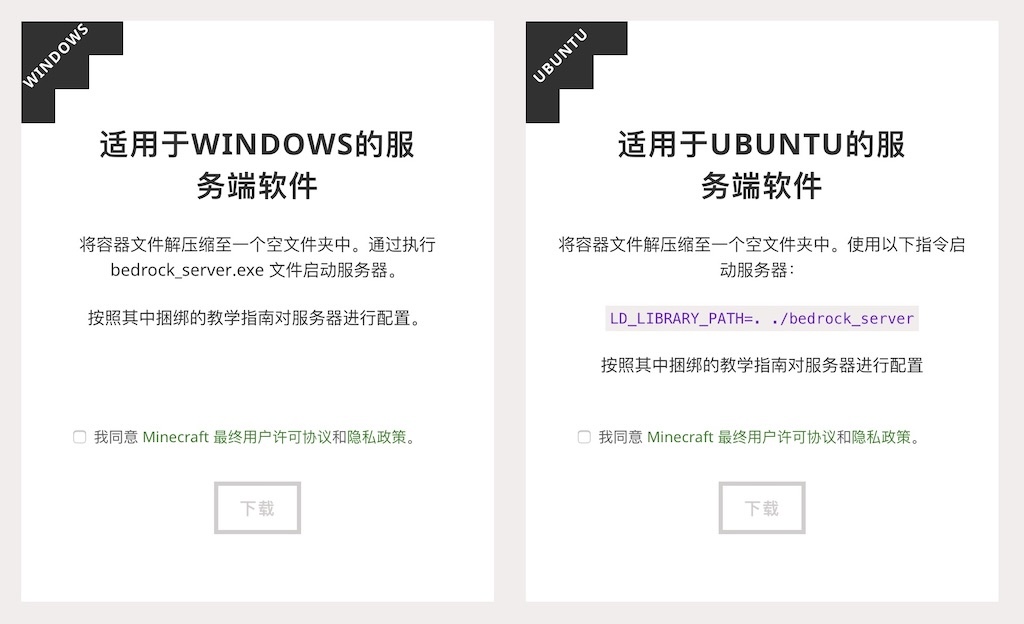 WINDOWS
适用于WINDOWS的服
务端软件
将容器文件解压缩至一个空文件夹中。通过执行
bedrock_server.exe 文件启动服务器。
按照其中捆绑的教学指南对服务器进行配置。
我同意 Minecraft 最终用户许可协议和隐私政策。
下载
UBUNTU
适用于UBUNTU的服
务端软件
将容器文件解压缩至一个空文件夹中。使用以下指令启
动服务器：
LD_LIBRARY_PATH=. ./bedrock_server
按照其中捆绑的教学指南对服务器进行配置
我同意 Minecraft 最终用户许可协议和隐私政策。
下载